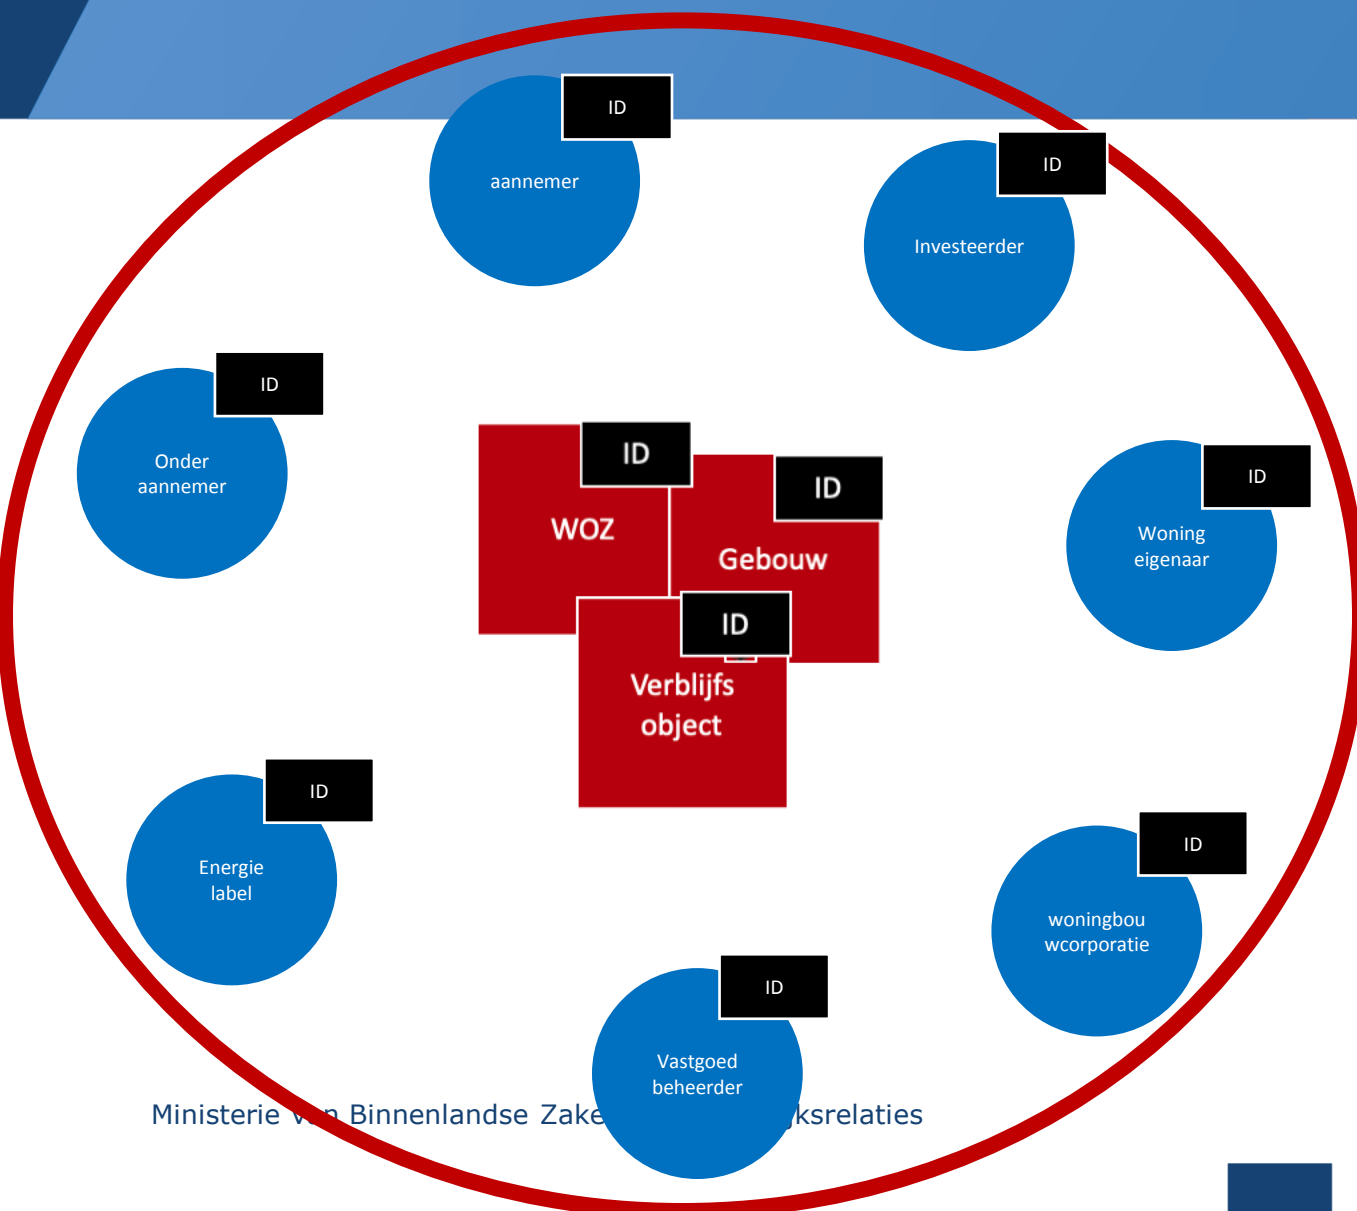 ID
aannemer
ID
Investeerder
ID
Onder
aannemer
ID
WOZ
ID
Gebouw
ID
Verblijfs
object
ID
Woning
eigenaar
ID
Energie
label
ID
woningbou
wcorporatie
ID
Vastgoed
beheerder
Ministerie van Binnenlandse Zake ksrelaties